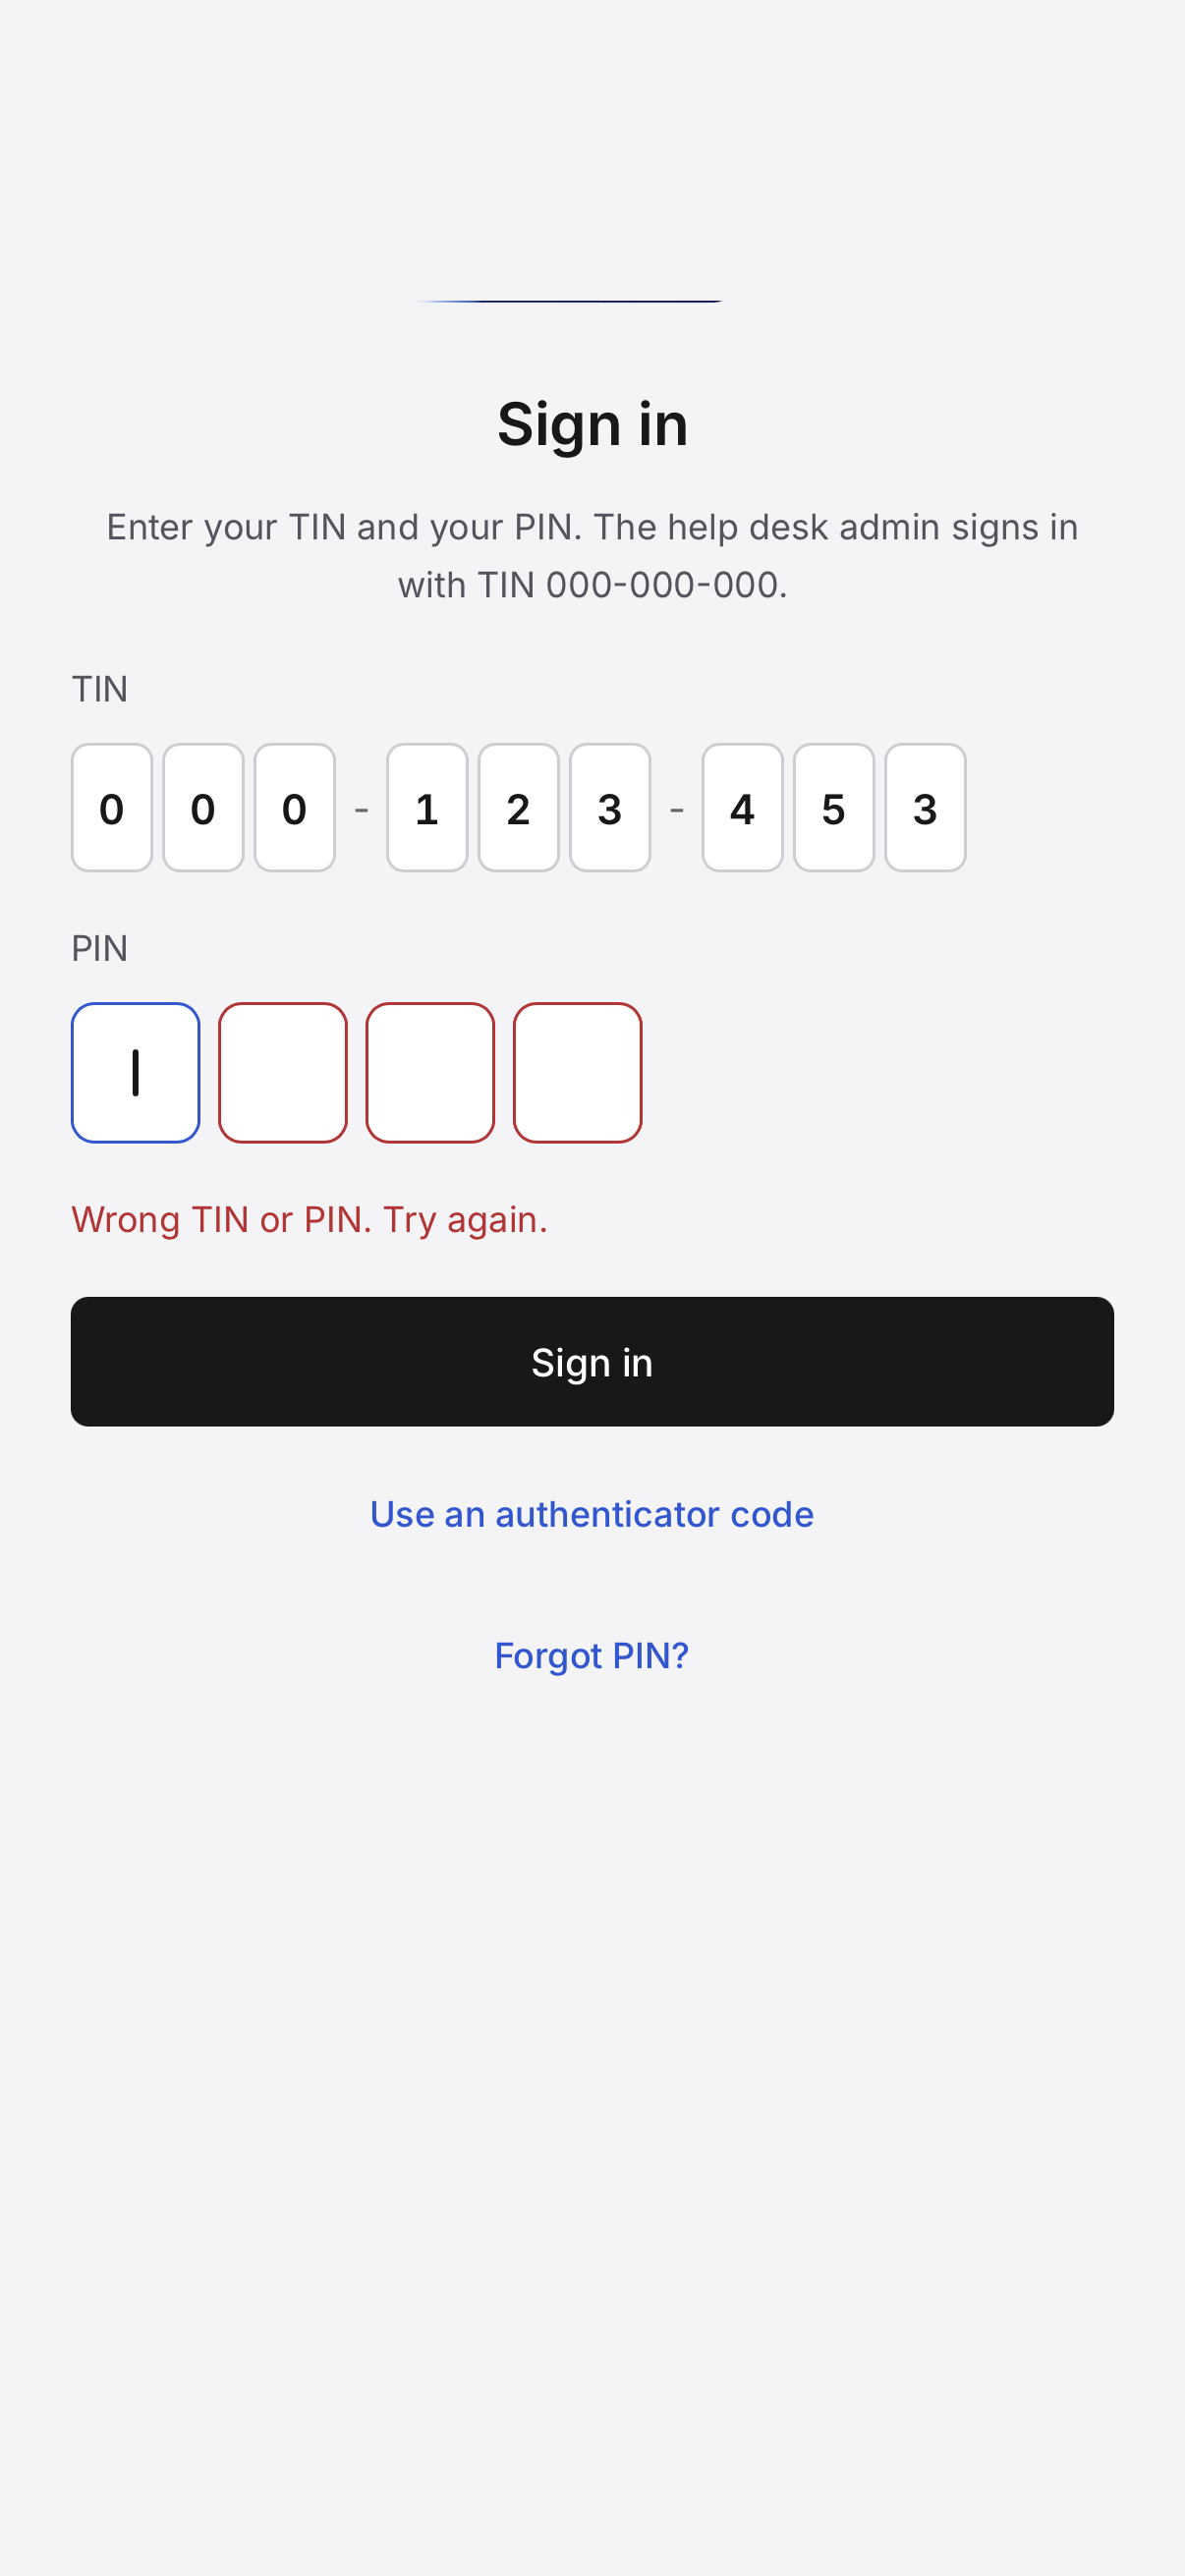 Sign in
Enter your TIN and your PIN. The help desk admin signs in
with TIN 000-000-000.
TIN
0 0 0 - 1 2 3 - 4 5 3
PIN
Wrong TIN or PIN. Try again.
Sign in
Use an authenticator code
Forgot PIN?